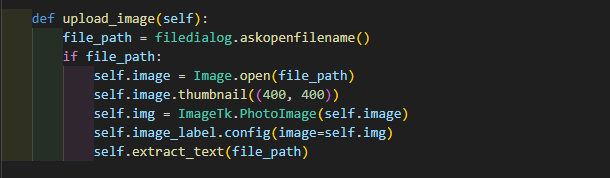 def upload_image(self):
    file_path = filedialog.askopenfilename()
    if file_path:
        self.image = Image.open(file_path)
        self.image.thumbnail((400, 400))
        self.img = ImageTk.PhotoImage(self.image)
        self.image_label.config(image=self.img)
        self.extract_text(file_path)